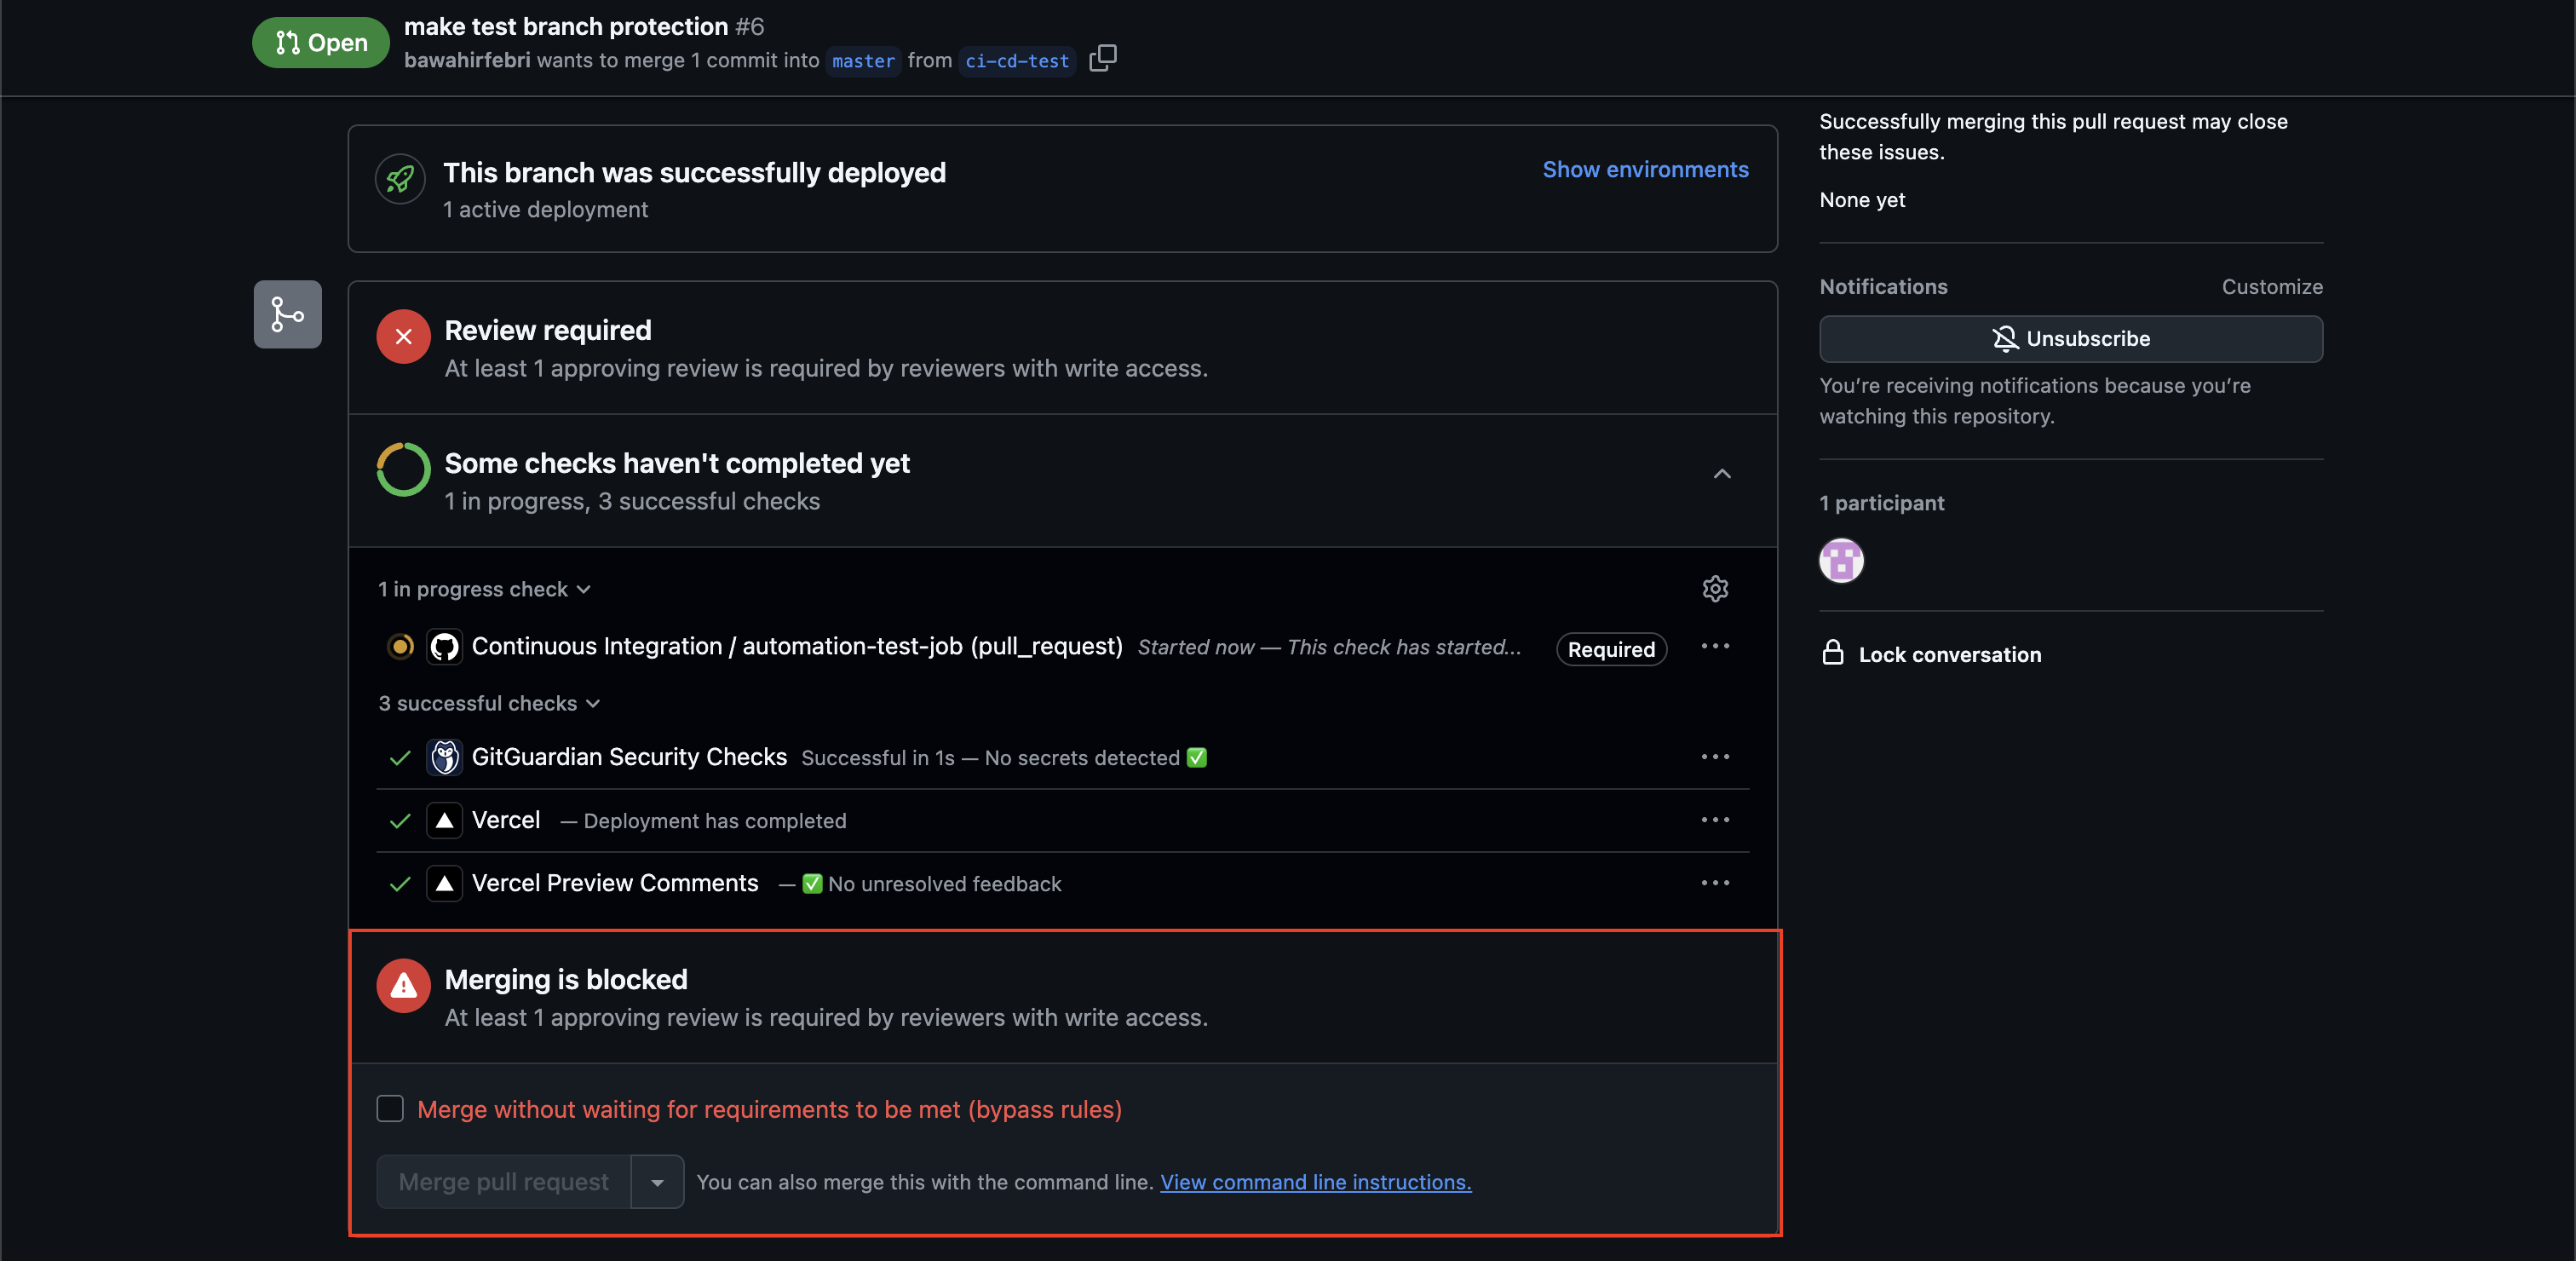 Open
make test branch protection #6
bawahirfebri wants to merge 1 commit into master from ci-cd-test
This branch was successfully deployed
1 active deployment
Show environments
Review required
At least 1 approving review is required by reviewers with write access.
Some checks haven't completed yet
1 in progress, 3 successful checks
1 in progress check
Continuous Integration / automation-test-job (pull_request) Started now — This check has started... Required
3 successful checks
GitGuardian Security Checks Successful in 1s — No secrets detected ✅
Vercel — Deployment has completed
Vercel Preview Comments — ✅ No unresolved feedback
Merging is blocked
At least 1 approving review is required by reviewers with write access.
Merge without waiting for requirements to be met (bypass rules)
Merge pull request
You can also merge this with the command line. View command line instructions.
Successfully merging this pull request may close
these issues.
None yet
Notifications Customize
Unsubscribe
You’re receiving notifications because you’re
watching this repository.
1 participant
Lock conversation